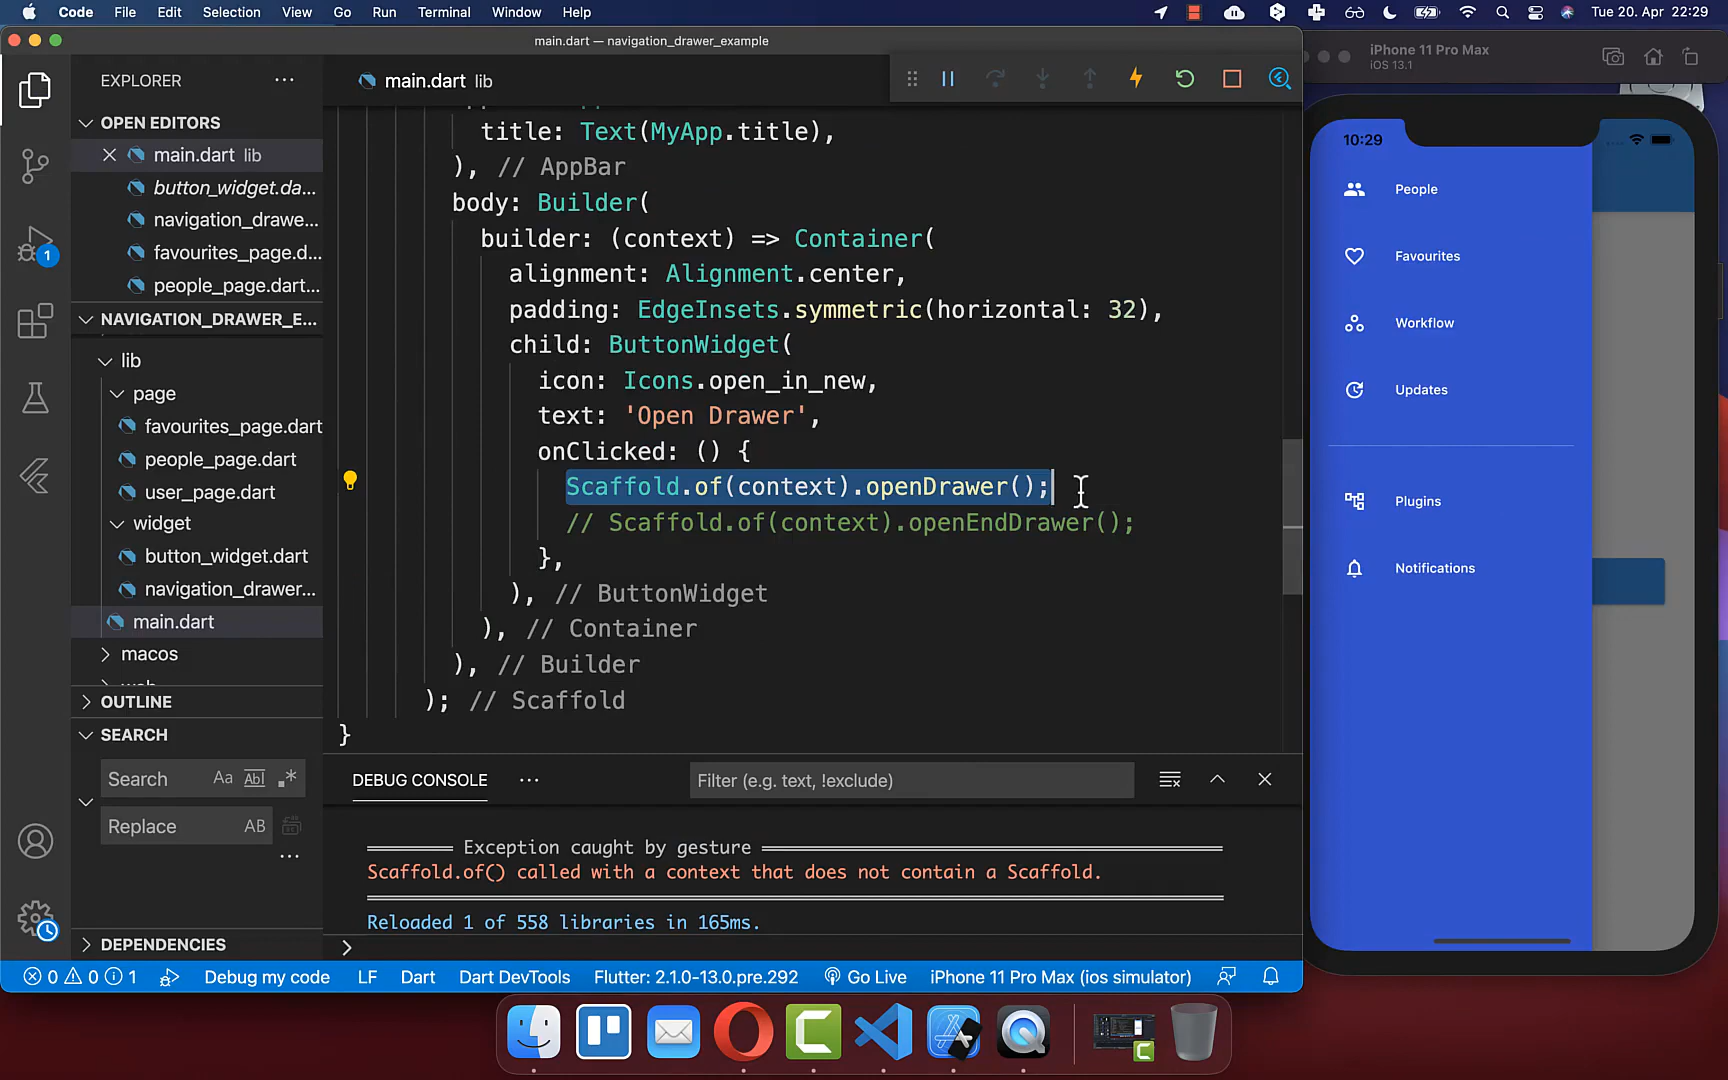 Code File Edit Selection View Go Run Terminal Window Help
Tue 20. Apr 22:29
main.dart — navigation_drawer_example
EXPLORER
OPEN EDITORS
main.dart lib
button_widget.da...
navigation_drawe...
favourites_page.d...
people_page.dart...
NAVIGATION_DRAWER_E...
lib
page
favourites_page.dart
people_page.dart
user_page.dart
widget
button_widget.dart
navigation_drawer...
main.dart
macos
OUTLINE
SEARCH
Search Aa Abl .*
Replace AB
DEPENDENCIES
1
main.dart lib
title: Text(MyApp.title),
), // AppBar
body: Builder(
builder: (context) => Container(
alignment: Alignment.center,
padding: EdgeInsets.symmetric(horizontal: 32),
child: ButtonWidget(
icon: Icons.open_in_new,
text: 'Open Drawer',
onClicked: () {
Scaffold.of(context).openDrawer();
// Scaffold.of(context).openEndDrawer();
},
), // ButtonWidget
), // Container
), // Builder
); // Scaffold
}
DEBUG CONSOLE
Filter (e.g. text, !exclude)
Exception caught by gesture
Scaffold.of() called with a context that does not contain a Scaffold.
Reloaded 1 of 558 libraries in 165ms.
0 0 1 Debug my code LF Dart Dart DevTools Flutter: 2.1.0-13.0.pre.292 Go Live iPhone 11 Pro Max (ios simulator)
iPhone 11 Pro Max
iOS 13.1
10:29
People
Favourites
Workflow
Updates
Plugins
Notifications